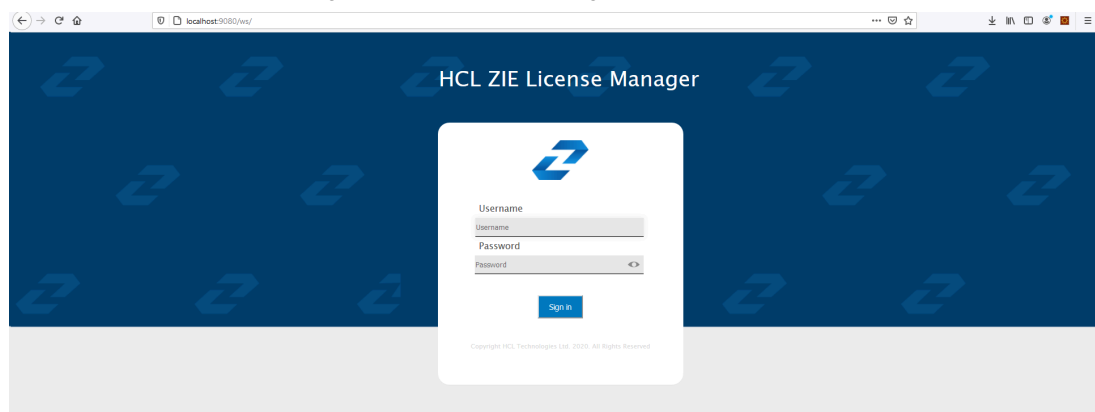 localhost:9080/ws/
HCL ZIE License Manager
Username
Username
Password
Password
Sign in
Copyright HCL Technologies Ltd. 2020. All Rights Reserved